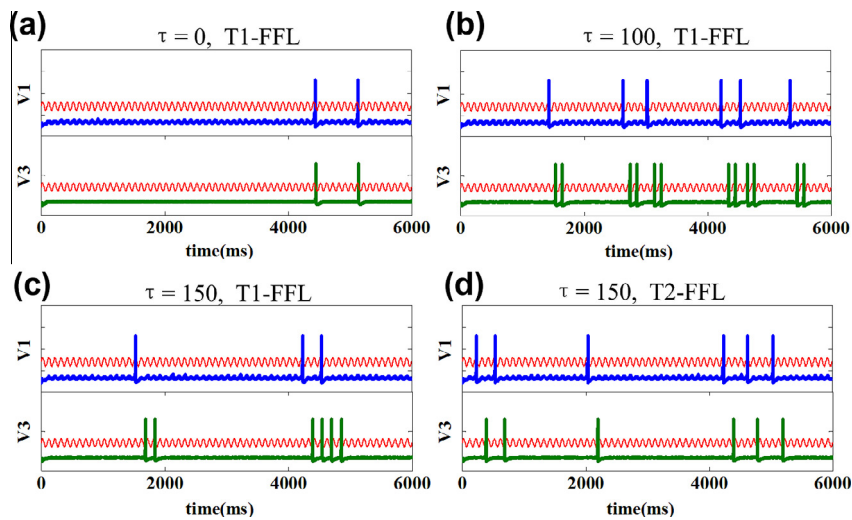 (a)
τ = 0, T1-FFL
V1
V3
0 2000 4000 6000
time(ms)
(b)
τ = 100, T1-FFL
V1
V3
0 2000 4000 6000
time(ms)
(c)
τ = 150, T1-FFL
V1
V3
0 2000 4000 6000
time(ms)
(d)
τ = 150, T2-FFL
V1
V3
0 2000 4000 6000
time(ms)